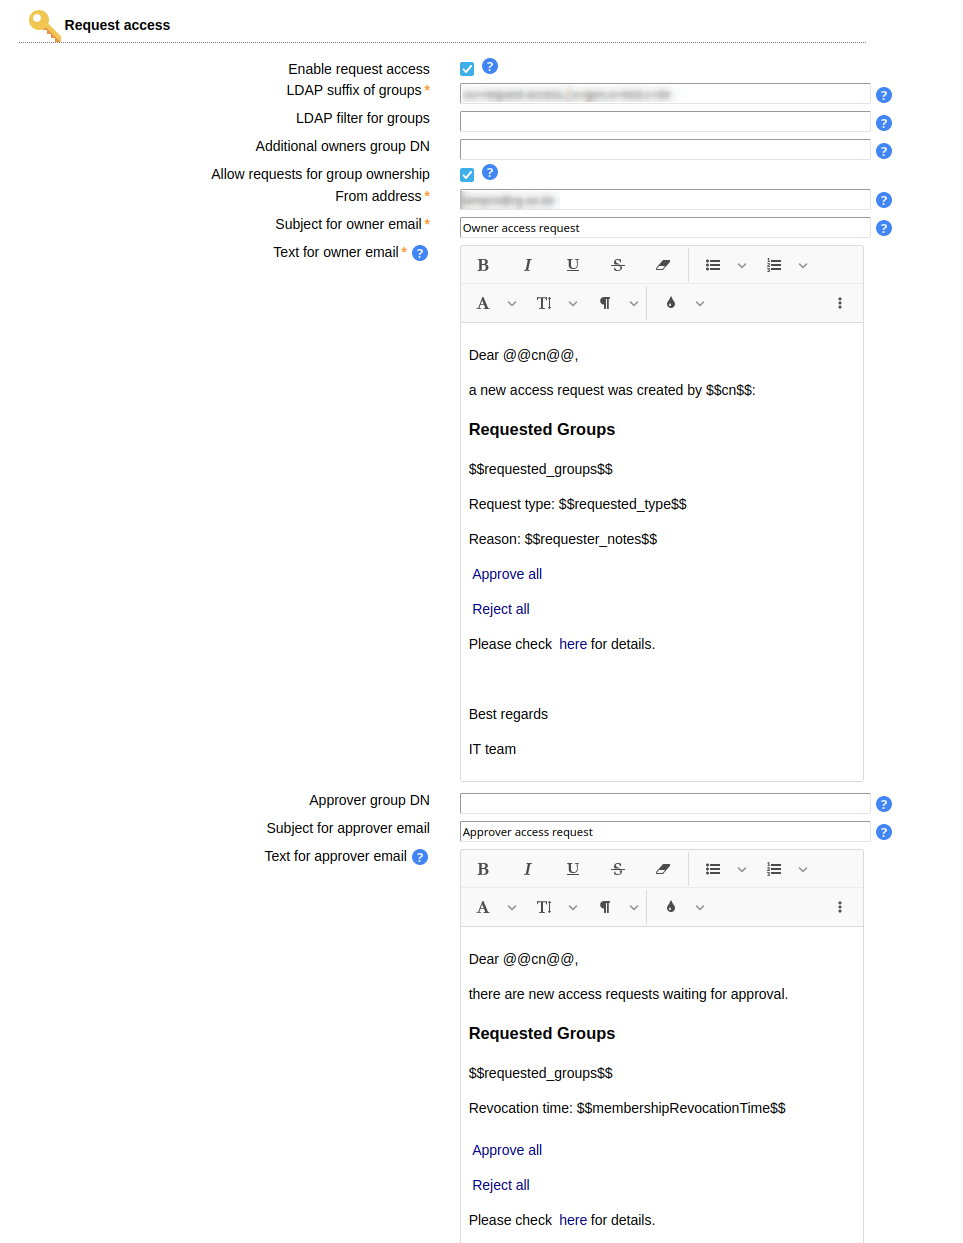 Request access
Enable request access
LDAP suffix of groups *
LDAP filter for groups
Additional owners group DN
Allow requests for group ownership
From address *
Subject for owner email * Owner access request
Text for owner email *
Dear @@cn@@,
a new access request was created by $$cn$$:
Requested Groups
$$requested_groups$$
Request type: $$requested_type$$
Reason: $$requester_notes$$
Approve all
Reject all
Please check here for details.
Best regards
IT team
Approver group DN
Subject for approver email Approver access request
Text for approver email
Dear @@cn@@,
there are new access requests waiting for approval.
Requested Groups
$$requested_groups$$
Revocation time: $$membershipRevocationTime$$
Approve all
Reject all
Please check here for details.